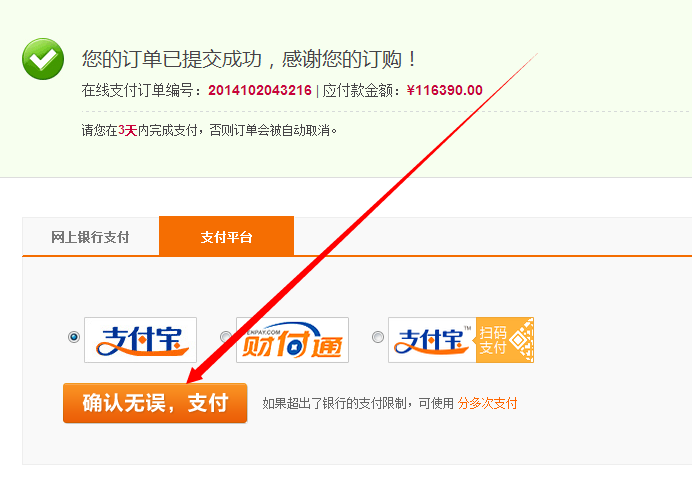 您的订单已提交成功，感谢您的订购！
在线支付订单编号：2014102043216 | 应付款金额：¥116390.00
请您在3天内完成支付，否则订单会被自动取消。
网上银行支付 支付平台
支付宝 TENPAY.COM 财付通 支付宝™ 扫码支付
确认无误，支付 如果超出了银行的支付限制，可使用 分多次支付